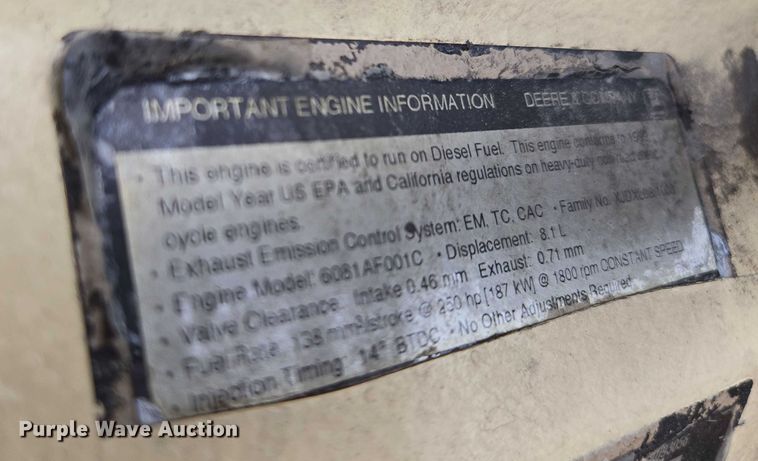 IMPORTANT ENGINE INFORMATION DEERE & COMPANY
• This engine is certified to run on Diesel Fuel. This engine conforms to
Model Year US EPA and California regulations on heavy-duty
cycle engines.
• Exhaust Emission Control System: EM, TC, CAC • Family No.
• Engine Model: 6081AF001C • Displacement: 8.1 L
• Valve Clearance: Intake 0.46 mm Exhaust: 0.71 mm
• Fuel Rate: 138 mm³/stroke @ 250 hp [187 kW] @ 1800 rpm CONSTANT SPEED
• Injection Timing: 14° BTDC • No Other Adjustments Required
Purple Wave Auction